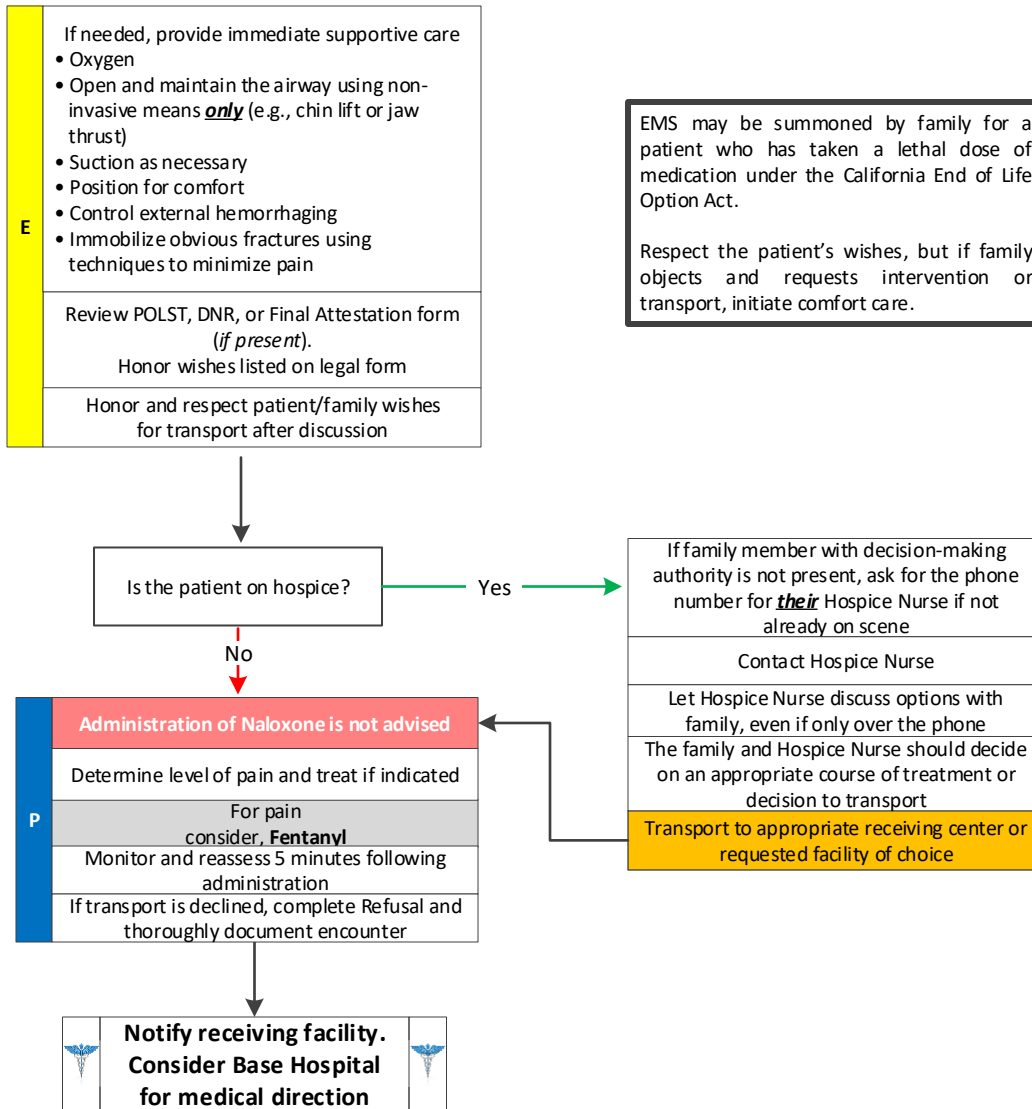 If needed, provide immediate supportive care
• Oxygen
• Open and maintain the airway using non-
invasive means only (e.g., chin lift or jaw
thrust)
• Suction as necessary
• Position for comfort
• Control external hemorrhaging
• Immobilize obvious fractures using
techniques to minimize pain
E
Review POLST, DNR, or Final Attestation form
(if present).
Honor wishes listed on legal form
Honor and respect patient/family wishes
for transport after discussion
EMS may be summoned by family for a
patient who has taken a lethal dose of
medication under the California End of Life
Option Act.
Respect the patient's wishes, but if family
objects and requests intervention or
transport, initiate comfort care.
Is the patient on hospice?
Yes
No
If family member with decision-making
authority is not present, ask for the phone
number for their Hospice Nurse if not
already on scene
Contact Hospice Nurse
Let Hospice Nurse discuss options with
family, even if only over the phone
The family and Hospice Nurse should decide
on an appropriate course of treatment or
decision to transport
Transport to appropriate receiving center or
requested facility of choice
P
Administration of Naloxone is not advised
Determine level of pain and treat if indicated
For pain
consider, Fentanyl
Monitor and reassess 5 minutes following
administration
If transport is declined, complete Refusal and
thoroughly document encounter
Notify receiving facility.
Consider Base Hospital
for medical direction